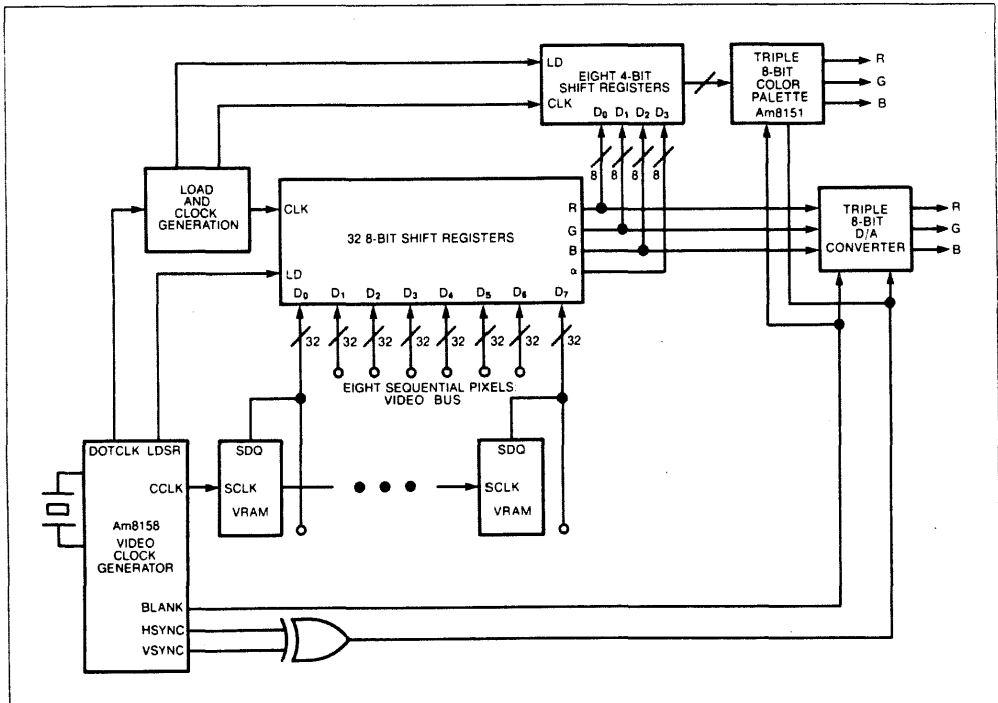 LD
EIGHT 4-BIT
SHIFT REGISTERS
CLK
D0 D1 D2 D3
TRIPLE
8-BIT
COLOR
PALETTE
Am8151
R
G
B
8 8 8 8
LOAD
AND
CLOCK
GENERATION
CLK
32 8-BIT SHIFT REGISTERS
LD
R
G
B
α
D0 D1 D2 D3 D4 D5 D6 D7
TRIPLE
8-BIT
D/A
CONVERTER
R
G
B
32 32 32 32 32 32 32 32
EIGHT SEQUENTIAL PIXELS
VIDEO BUS
DOTCLK LDSR
CCLK
Am8158
VIDEO
CLOCK
GENERATOR
BLANK
HSYNC
VSYNC
SDQ
SCLK
VRAM
SDQ
SCLK
VRAM